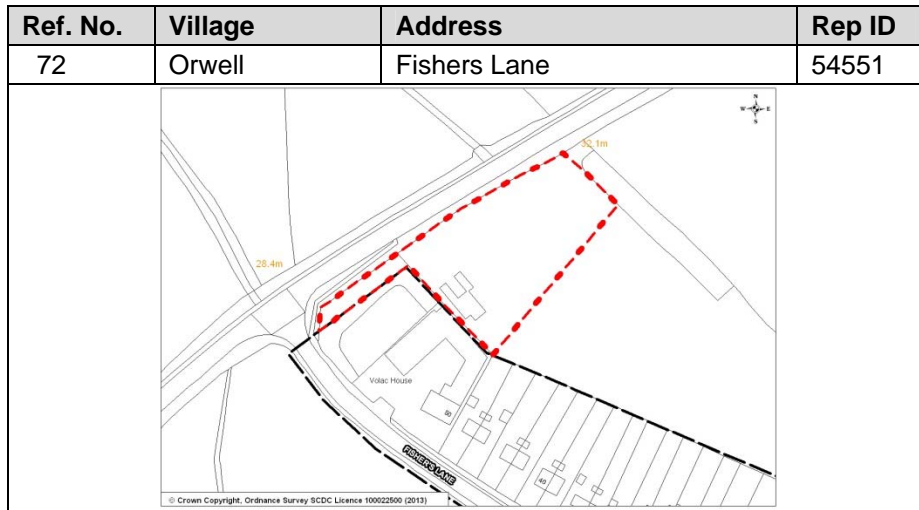 Ref. No. Village Address Rep ID
72 Orwell Fishers Lane 54551
N
W E
S
32.1m
28.4m
Volac House
50
FISHERS LANE
40
© Crown Copyright, Ordnance Survey SCDC Licence 100022500 (2013)